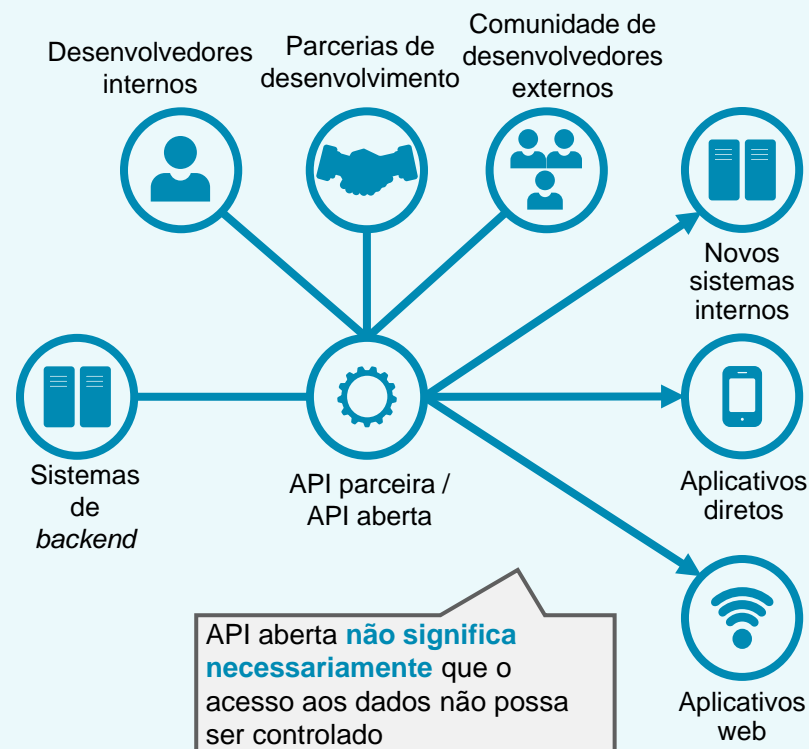 Desenvolvedores
internos
Parcerias de
desenvolvimento
Comunidade de
desenvolvedores
externos
Novos
sistemas
internos
Sistemas
de
backend
API parceira /
API aberta
Aplicativos
diretos
API aberta não significa
necessariamente que o
acesso aos dados não possa
ser controlado
Aplicativos
web